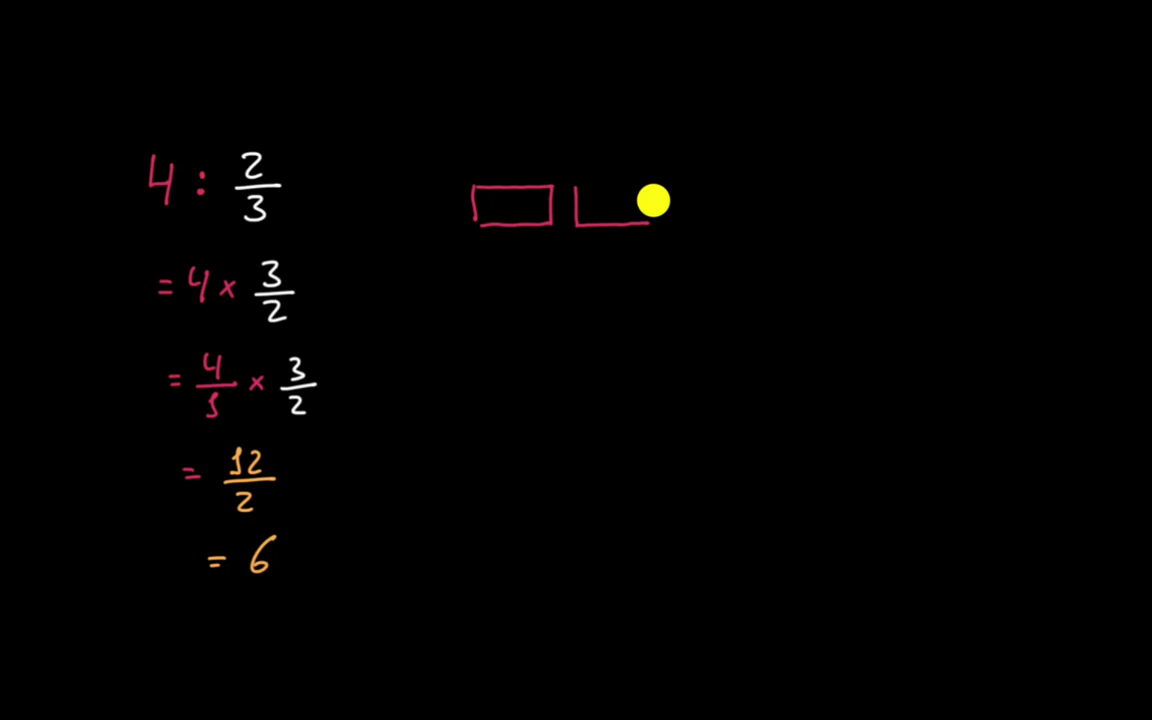 4 : 2/3
= 4 × 3/2
= 4/1 × 3/2
= 12/2
= 6